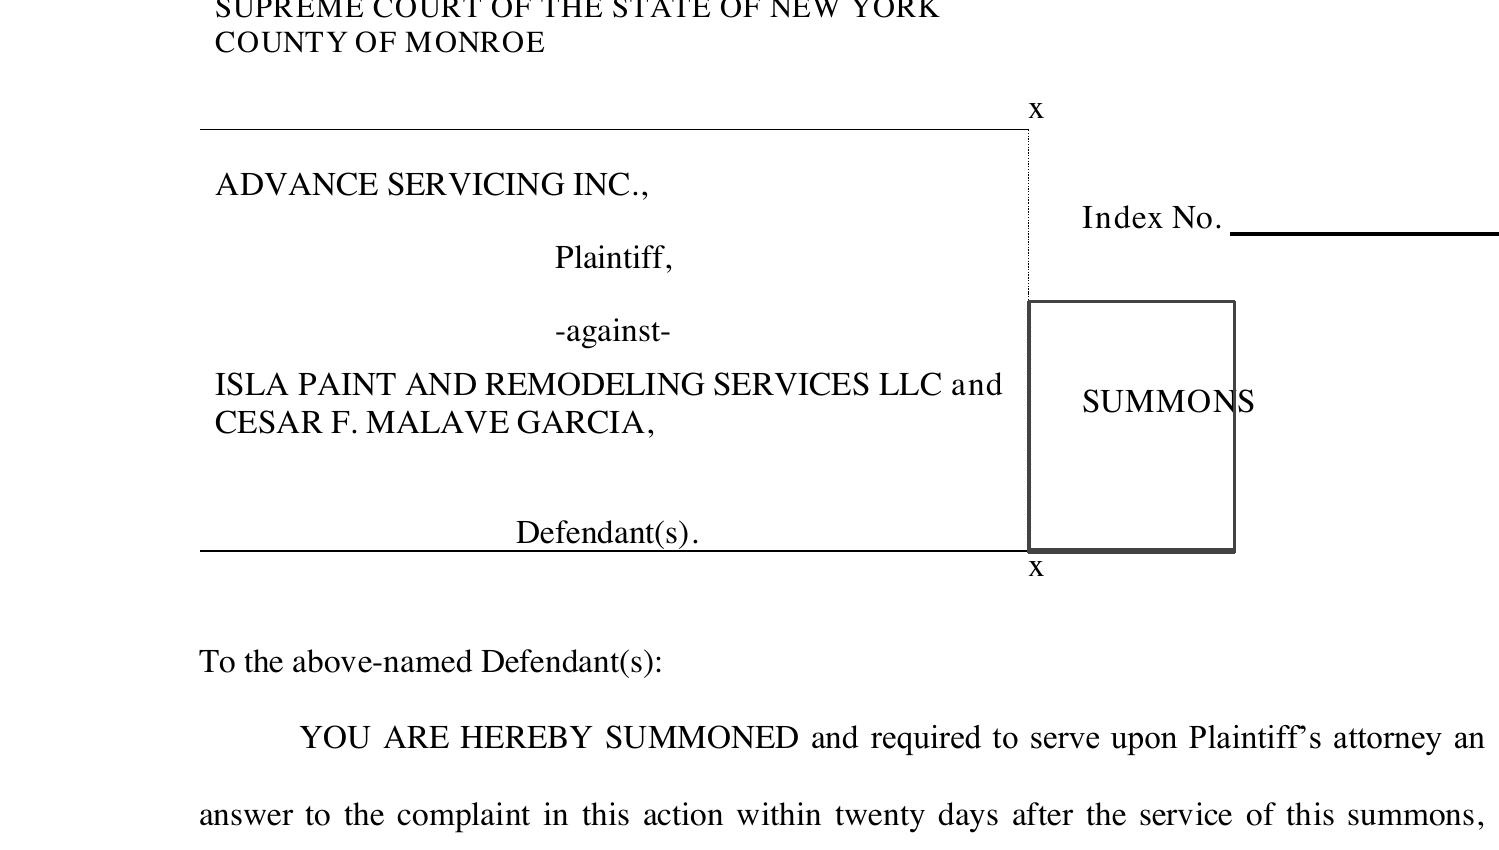 SUPREME COURT OF THE STATE OF NEW YORK
COUNTY OF MONROE
x
ADVANCE SERVICING INC.,
Index No.
Plaintiff,
-against-
ISLA PAINT AND REMODELING SERVICES LLC and
SUMMONS
CESAR F. MALAVE GARCIA,
Defendant(s).
x
To the above-named Defendant(s):
YOU ARE HEREBY SUMMONED and required to serve upon Plaintiff's attorney an
answer to the complaint in this action within twenty days after the service of this summons,